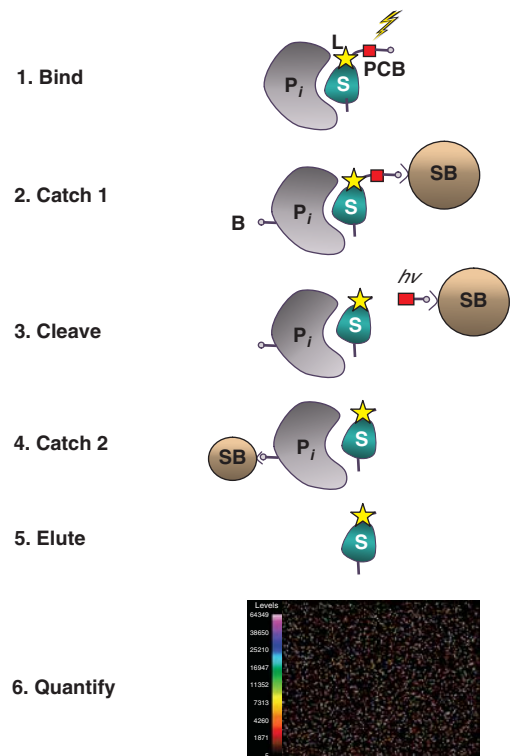 1. Bind
L
PCB
P i
S
2. Catch 1
SB
P i
S
B
3. Cleave
hν
SB
P i
S
4. Catch 2
SB
P i
S
5. Elute
S
6. Quantify
Levels
64349
38650
25210
16947
11352
7313
4260
1871